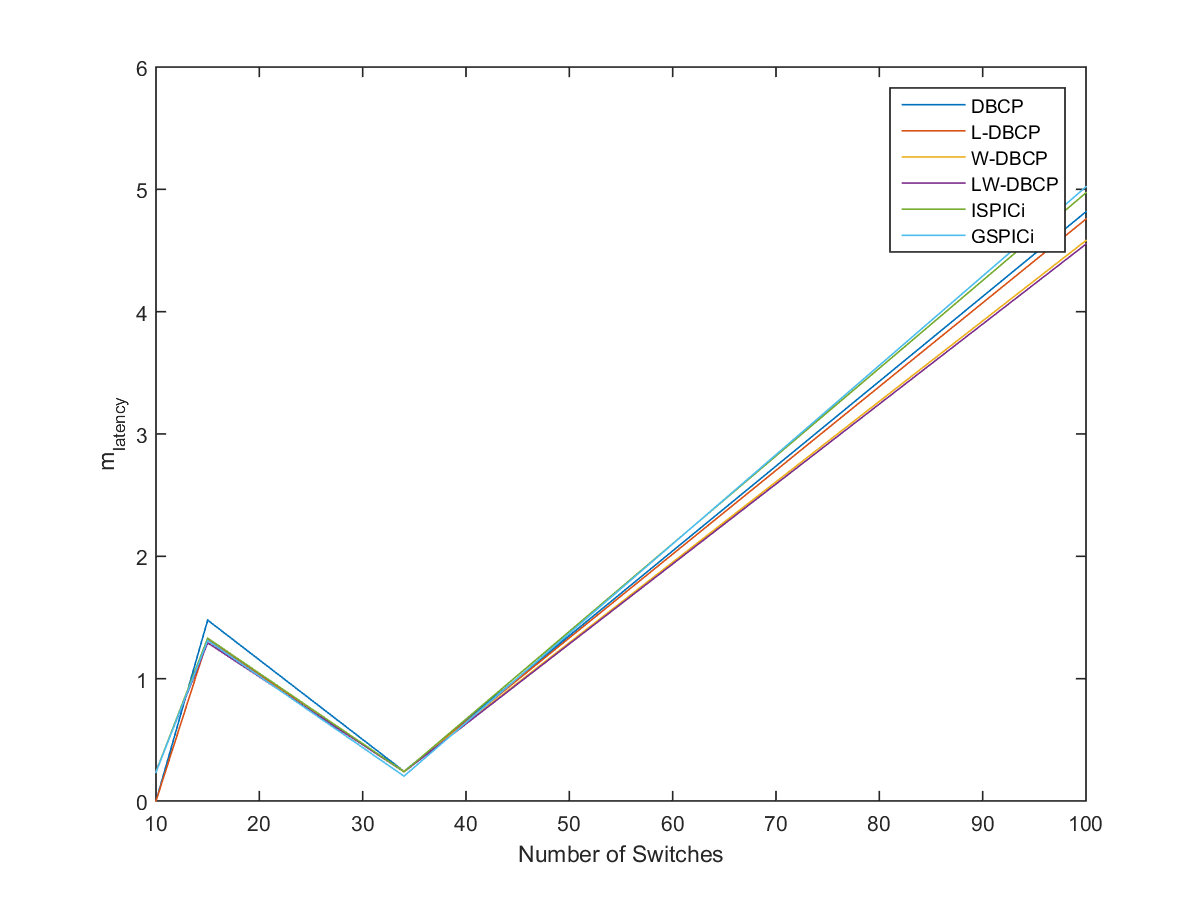 6
5
4
3
2
1
0
m_latency
10 20 30 40 50 60 70 80 90 100
Number of Switches
DBCP
L-DBCP
W-DBCP
LW-DBCP
ISPICi
GSPICi